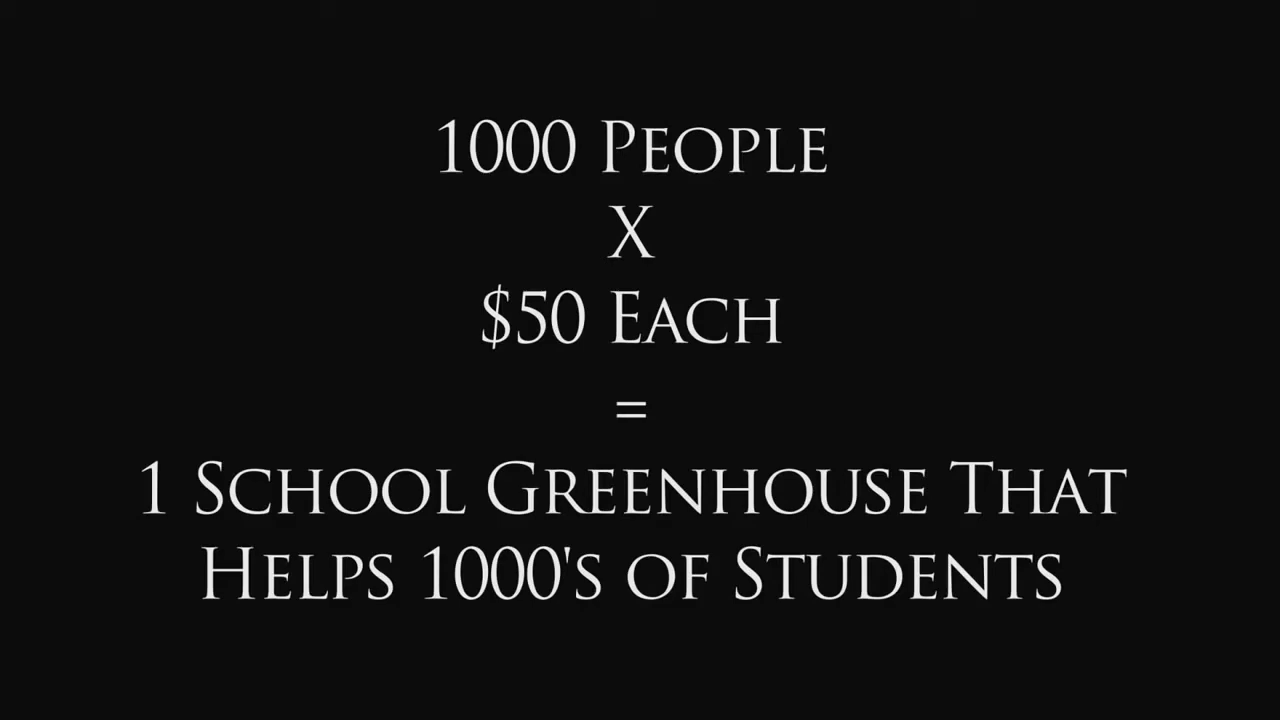 1000 People
X
$50 Each
=
1 School Greenhouse That
Helps 1000's of Students